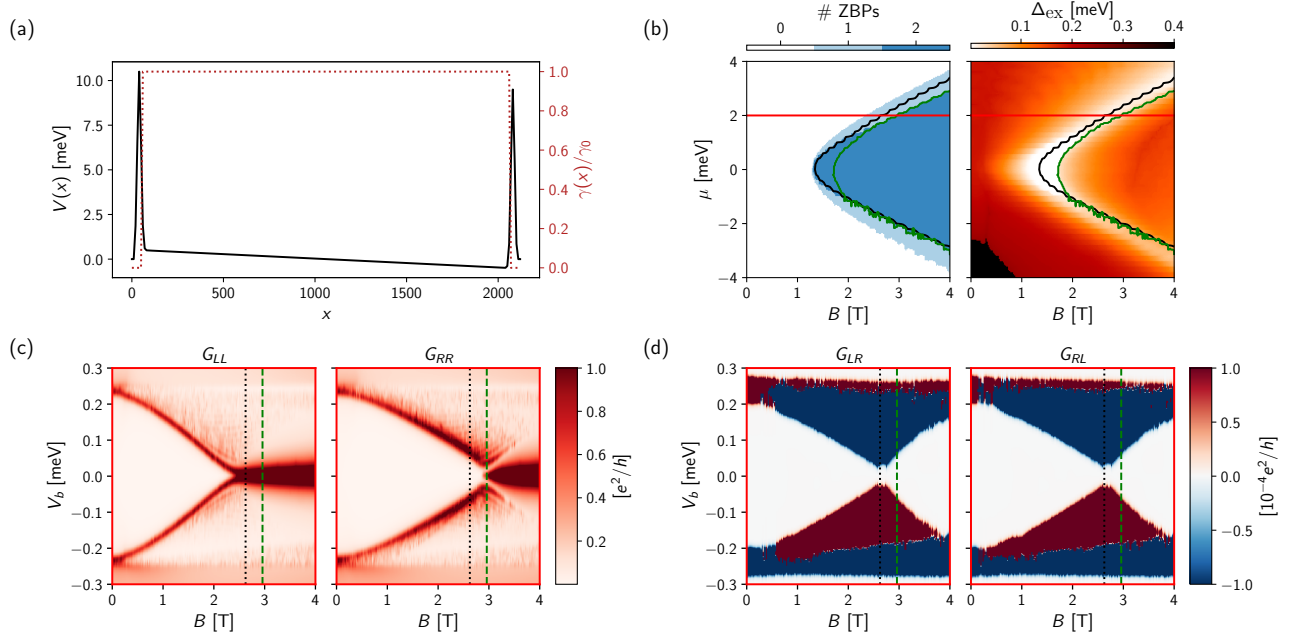 (a)
V(x) [meV]
10.0
7.5
5.0
2.5
0.0
0
500
1000
1500
2000
x
1.0
0.8
0.6
0.4
0.2
0.0
γ(x)/γ0
(b)
# ZBPs
0 1 2
Δex [meV]
0.1 0.2 0.3 0.4
μ [meV]
4
2
0
−2
−4
0 1 2 3 4
B [T]
0 1 2 3 4
B [T]
(c)
GLL
GRR
Vb [meV]
0.3
0.2
0.1
0.0
−0.1
−0.2
−0.3
0 1 2 3 4
B [T]
0 1 2 3 4
B [T]
1.0
0.8
0.6
0.4
0.2
[e²/h]
(d)
GLR
GRL
Vb [meV]
0.3
0.2
0.1
0.0
−0.1
−0.2
−0.3
0 1 2 3 4
B [T]
0 1 2 3 4
B [T]
1.0
0.5
0.0
−0.5
−1.0
[10⁻⁴e²/h]